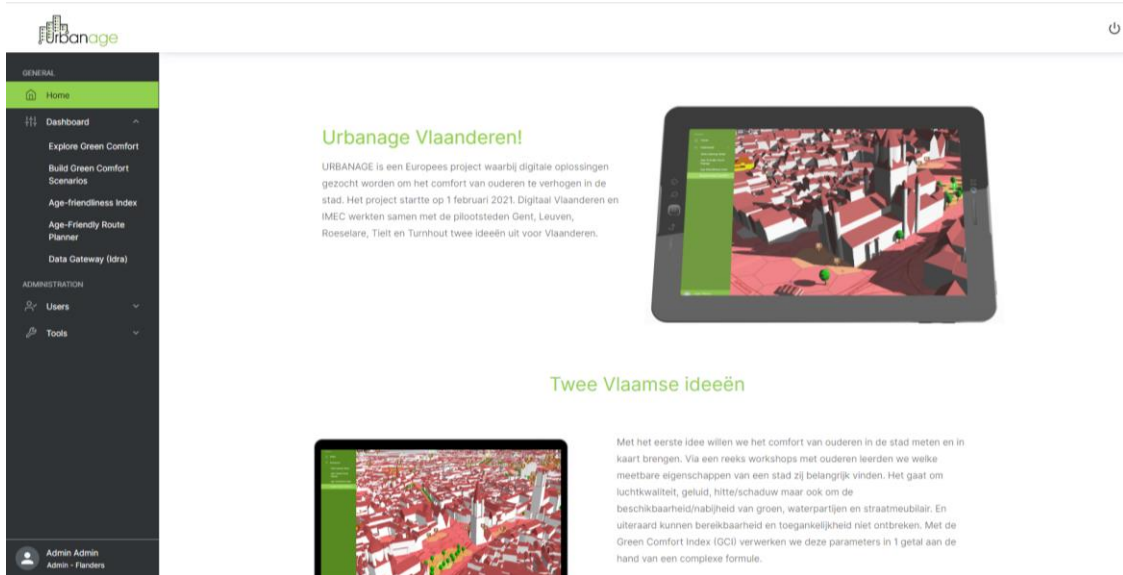 Urbanage
GENERAL
Home
Dashboard
Explore Green Comfort
Build Green Comfort
Scenarios
Age-friendliness Index
Age-Friendly Route
Planner
Data Gateway (Idra)
ADMINISTRATION
Users
Tools
Admin Admin
Admin - Flanders
Urbanage Vlaanderen!
URBANAGE is een Europees project waarbij digitale oplossingen
gezocht worden om het comfort van ouderen te verhogen in de
stad. Het project startte op 1 februari 2021. Digitaal Vlaanderen en
IMEC werkten samen met de pilootsteden Gent, Leuven,
Roeselare, Tielt en Turnhout twee ideeën uit voor Vlaanderen.
Twee Vlaamse ideeën
Met het eerste idee willen we het comfort van ouderen in de stad meten en in
kaart brengen. Via een reeks workshops met ouderen leerden we welke
meetbare eigenschappen van een stad zij belangrijk vinden. Het gaat om
luchtkwaliteit, geluid, hitte/schaduw maar ook om de
beschikbaarheid/nabijheid van groen, waterpartijen en straatmeubilair. En
uiteraard kunnen bereikbaarheid en toegankelijkheid niet ontbreken. Met de
Green Comfort Index (GCI) verwerken we deze parameters in 1 getal aan de
hand van een complexe formule.